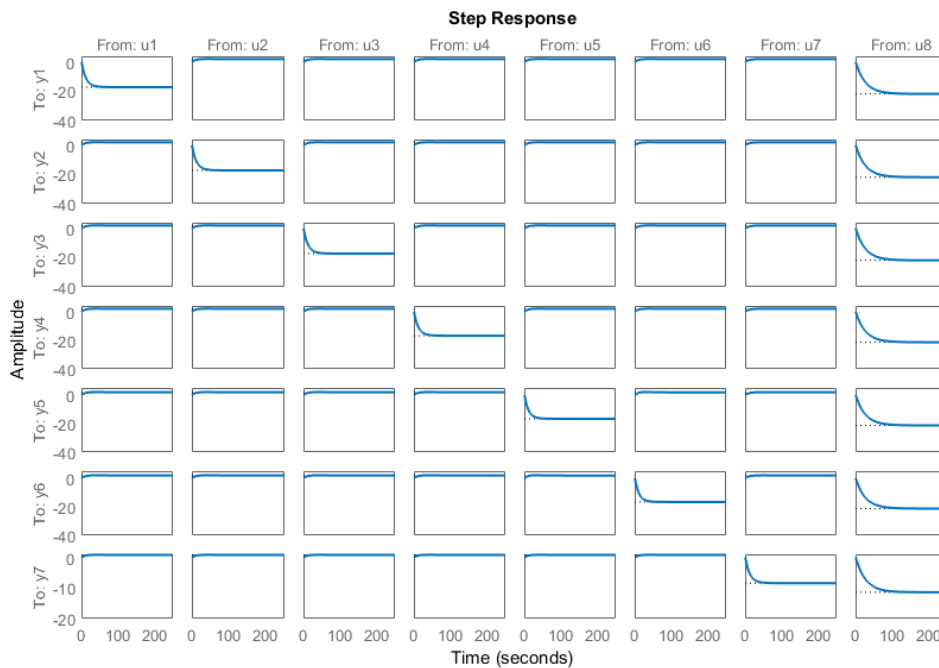 Step Response
From: u1 From: u2 From: u3 From: u4 From: u5 From: u6 From: u7 From: u8
To: y1
0
-20
-40
To: y2
0
-20
-40
To: y3
0
-20
-40
To: y4
0
-20
-40
To: y5
0
-20
-40
To: y6
0
-20
-40
To: y7
0
-10
-20
Amplitude
0 100 200 0 100 200 0 100 200 0 100 200 0 100 200 0 100 200 0 100 200 0 100 200
Time (seconds)